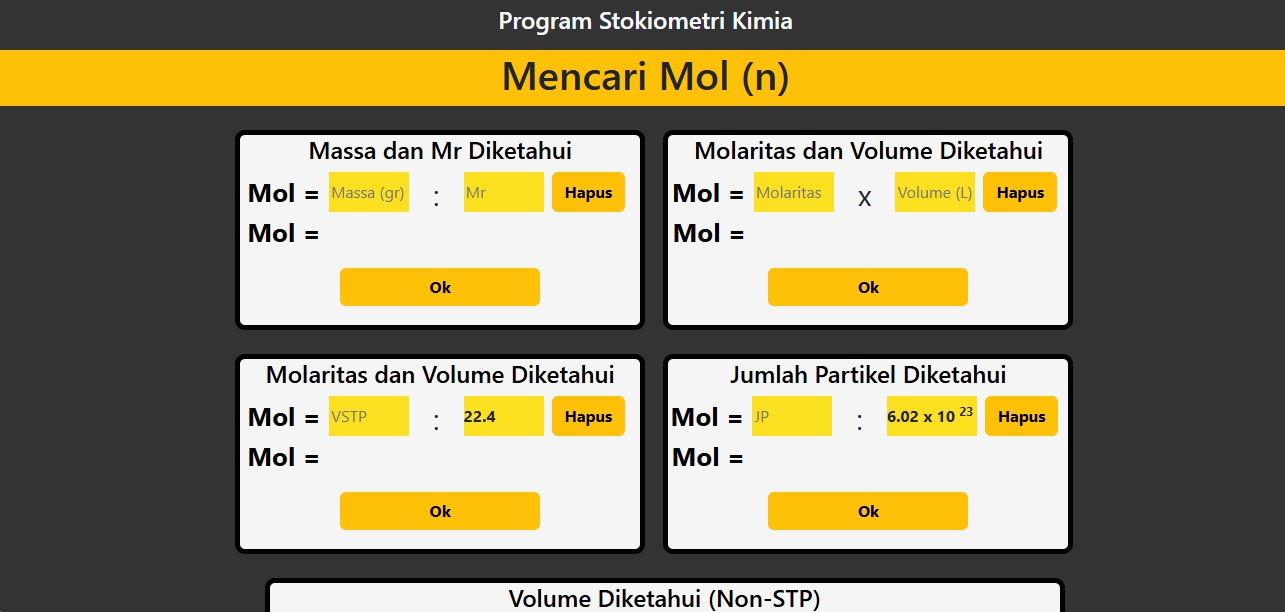 Program Stokiometri Kimia
Mencari Mol (n)
Massa dan Mr Diketahui
Mol = Massa (gr) : Mr Hapus
Mol =
Ok
Molaritas dan Volume Diketahui
Mol = Molaritas x Volume (L) Hapus
Mol =
Ok
Molaritas dan Volume Diketahui
Mol = VSTP : 22.4 Hapus
Mol =
Ok
Jumlah Partikel Diketahui
Mol = JP : 6.02 x 10 ²³ Hapus
Mol =
Ok
Volume Diketahui (Non-STP)